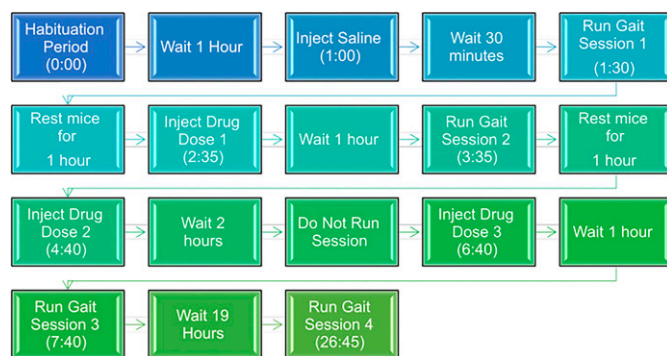 Habituation
Period
(0:00)
Wait 1 Hour
Inject Saline
(1:00)
Wait 30
minutes
Run Gait
Session 1
(1:30)
Rest mice
for
1 hour
Inject Drug
Dose 1
(2:35)
Wait 1 hour
Run Gait
Session 2
(3:35)
Rest mice
for
1 hour
Inject Drug
Dose 2
(4:40)
Wait 2
hours
Do Not Run
Session
Inject Drug
Dose 3
(6:40)
Wait 1 hour
Run Gait
Session 3
(7:40)
Wait 19
Hours
Run Gait
Session 4
(26:45)